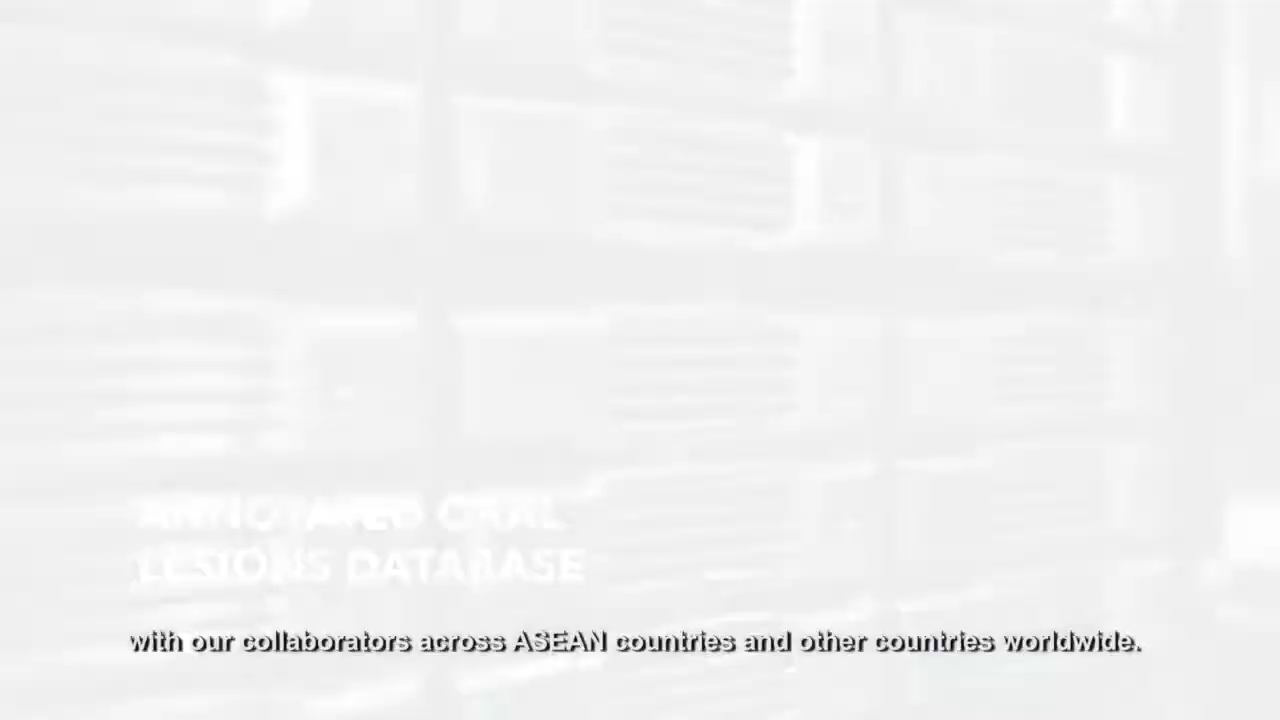 ANNOTATED ORAL
LESIONS DATABASE
with our collaborators across ASEAN countries and other countries worldwide.